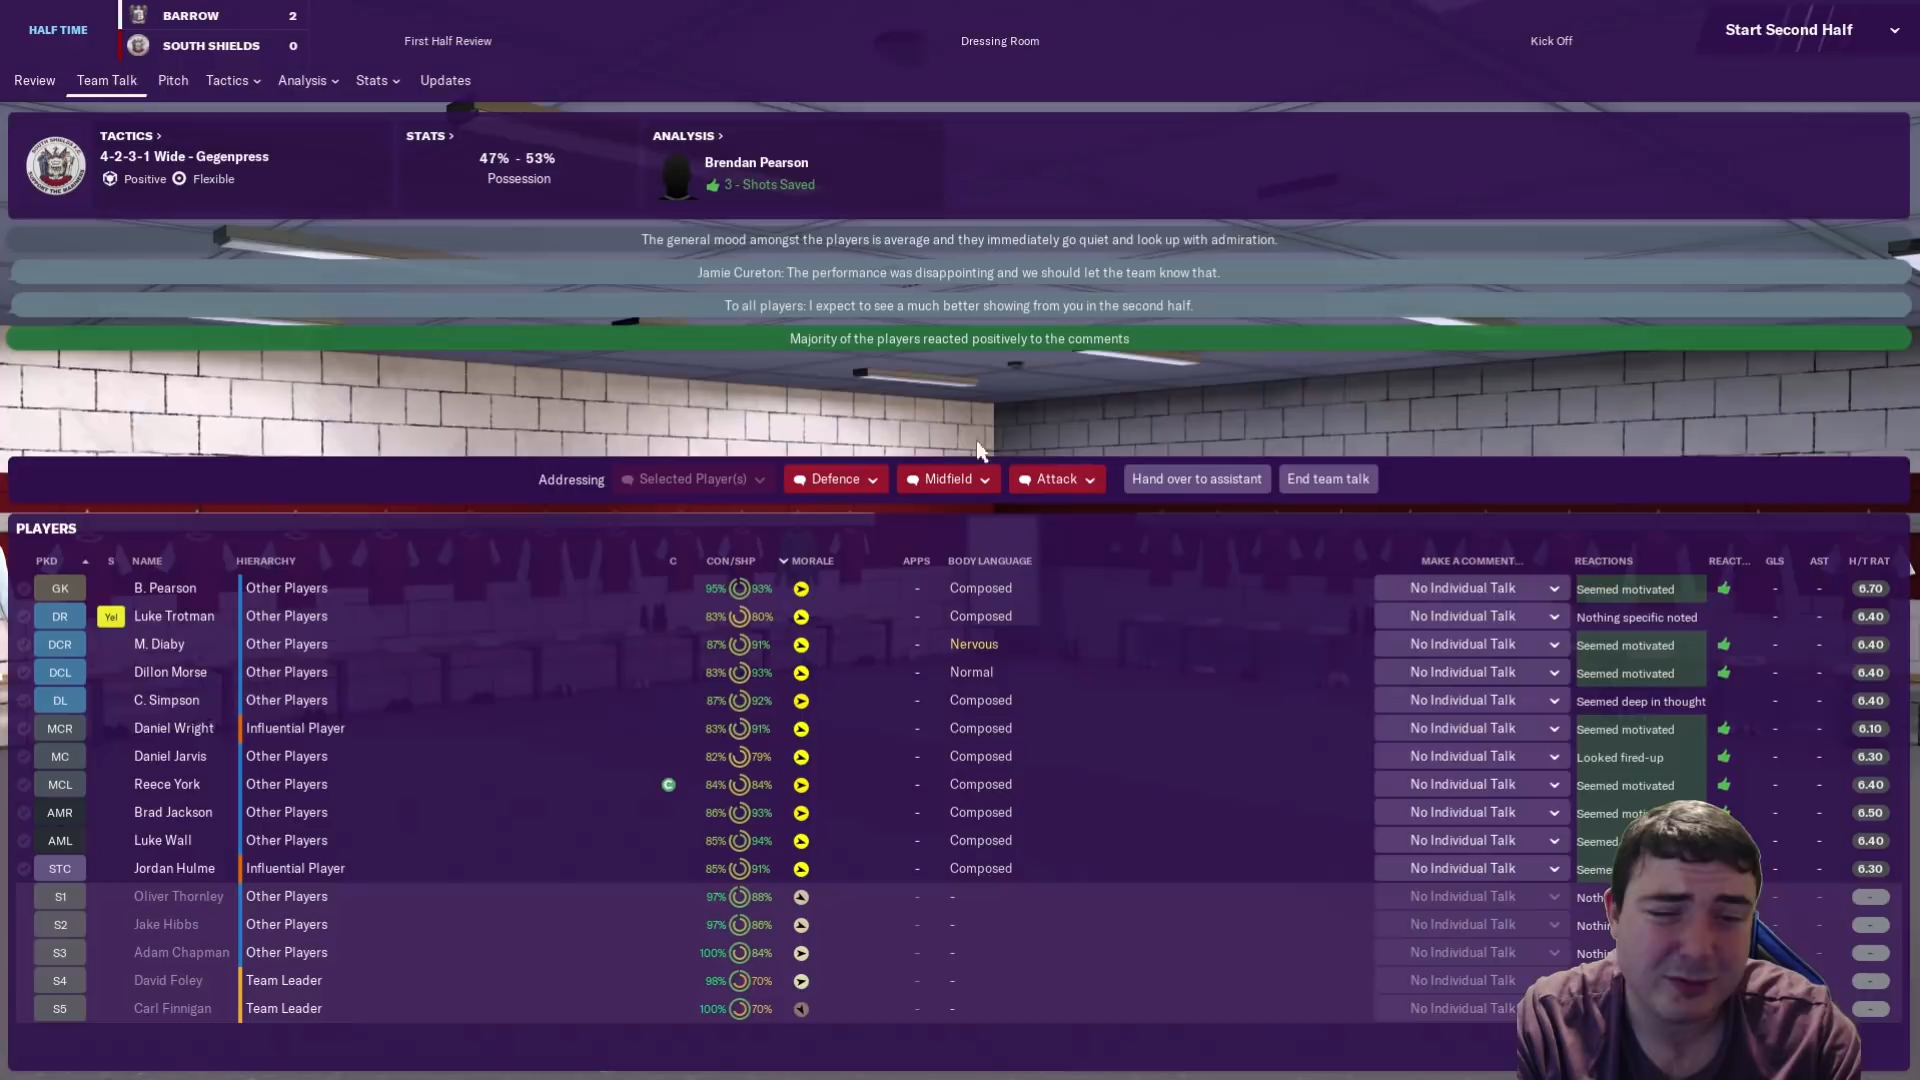 HALF TIME
BARROW 2
SOUTH SHIELDS 0
First Half Review
Dressing Room
Kick Off
Start Second Half
Review Team Talk Pitch Tactics Analysis Stats Updates
TACTICS
4-2-3-1 Wide - Gegenpress
Positive Flexible
STATS
47% - 53%
Possession
ANALYSIS
Brendan Pearson
3 - Shots Saved
The general mood amongst the players is average and they immediately go quiet and look up with admiration.
Jamie Cureton: The performance was disappointing and we should let the team know that.
To all players: I expect to see a much better showing from you in the second half.
Majority of the players reacted positively to the comments
Addressing Selected Player(s) Defence Midfield Attack Hand over to assistant End team talk
PLAYERS
PKD S NAME HIERARCHY C CON/SHP MORALE APPS BODY LANGUAGE MAKE A COMMENT... REACTIONS REACT... GLS AST H/T RAT
GK B. Pearson Other Players 95% 93% - Composed No Individual Talk Seemed motivated - - 6.70
DR Yel Luke Trotman Other Players 83% 80% - Composed No Individual Talk Nothing specific noted - - 6.40
DCR M. Diaby Other Players 87% 91% - Nervous No Individual Talk Seemed motivated - - 6.40
DCL Dillon Morse Other Players 83% 93% - Normal No Individual Talk Seemed motivated - - 6.40
DL C. Simpson Other Players 87% 92% - Composed No Individual Talk Seemed deep in thought - - 6.40
MCR Daniel Wright Influential Player 83% 91% - Composed No Individual Talk Seemed motivated - - 6.10
MC Daniel Jarvis Other Players 82% 79% - Composed No Individual Talk Looked fired-up - - 6.30
MCL Reece York Other Players C 84% 84% - Composed No Individual Talk Seemed motivated - - 6.40
AMR Brad Jackson Other Players 86% 93% - Composed No Individual Talk Seemed - - 6.50
AML Luke Wall Other Players 85% 94% - Composed No Individual Talk Seemed - - 6.40
STC Jordan Hulme Influential Player 85% 91% - Composed No Individual Talk - - 6.30
S1 Oliver Thornley Other Players 97% 88% - - No Individual Talk - - -
S2 Jake Hibbs Other Players 97% 86% - - No Individual Talk - -
S3 Adam Chapman Other Players 100% 84% - - No Individual Talk - -
S4 David Foley Team Leader 98% 70% - - No Individual Talk - -
S5 Carl Finnigan Team Leader 100% 70% - - No Individual Talk - -